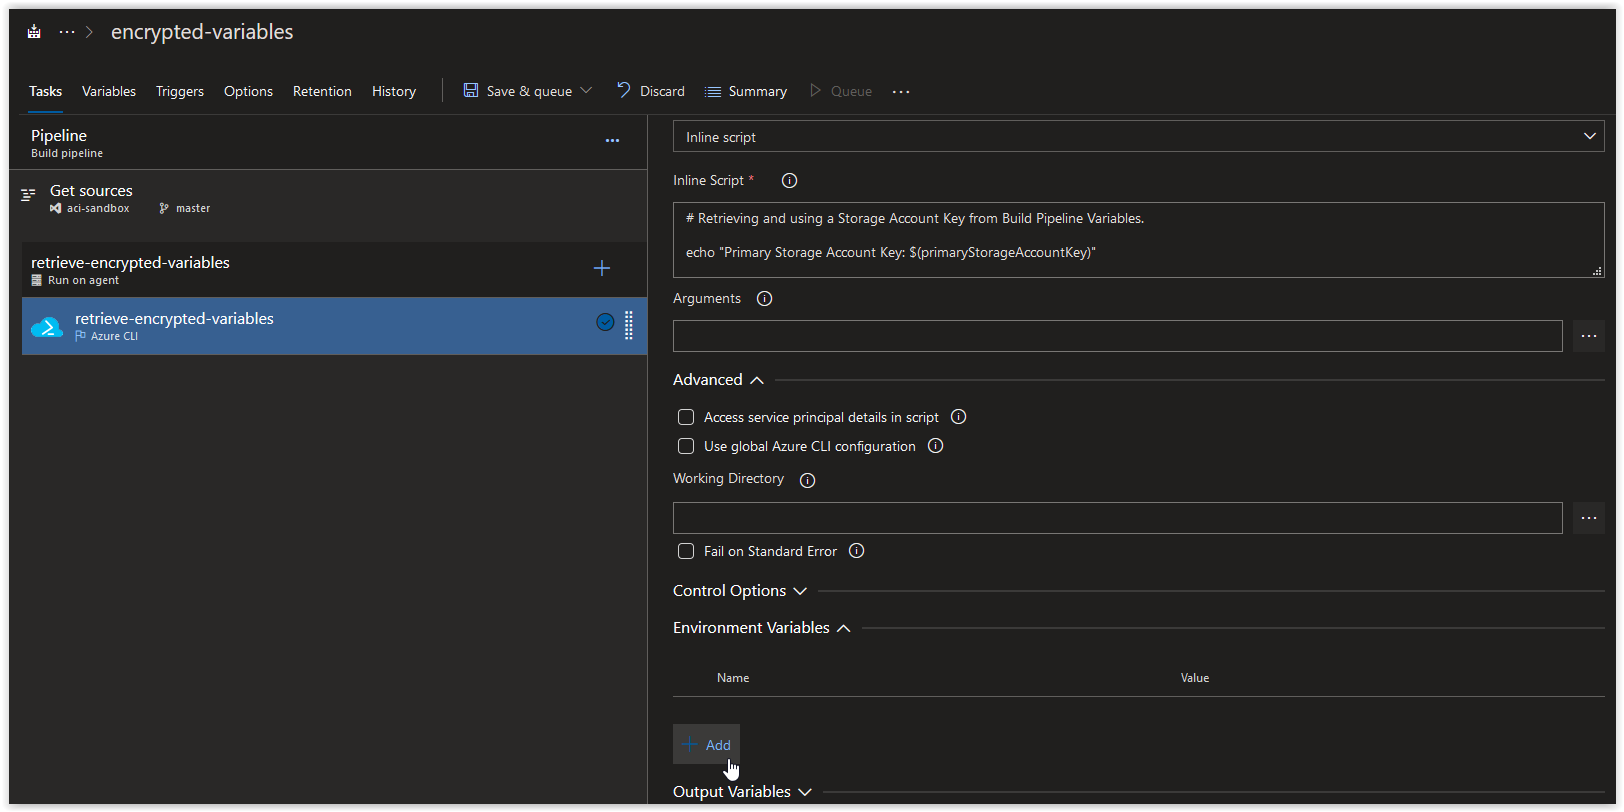 encrypted-variables
Tasks Variables Triggers Options Retention History Save & queue Discard Summary Queue
Pipeline
Build pipeline
Get sources
aci-sandbox master
retrieve-encrypted-variables
Run on agent
retrieve-encrypted-variables
Azure CLI
Inline script
Inline Script *
# Retrieving and using a Storage Account Key from Build Pipeline Variables.
echo "Primary Storage Account Key: $(primaryStorageAccountKey)"
Arguments
Advanced
Access service principal details in script
Use global Azure CLI configuration
Working Directory
Fail on Standard Error
Control Options
Environment Variables
Name Value
Add
Output Variables